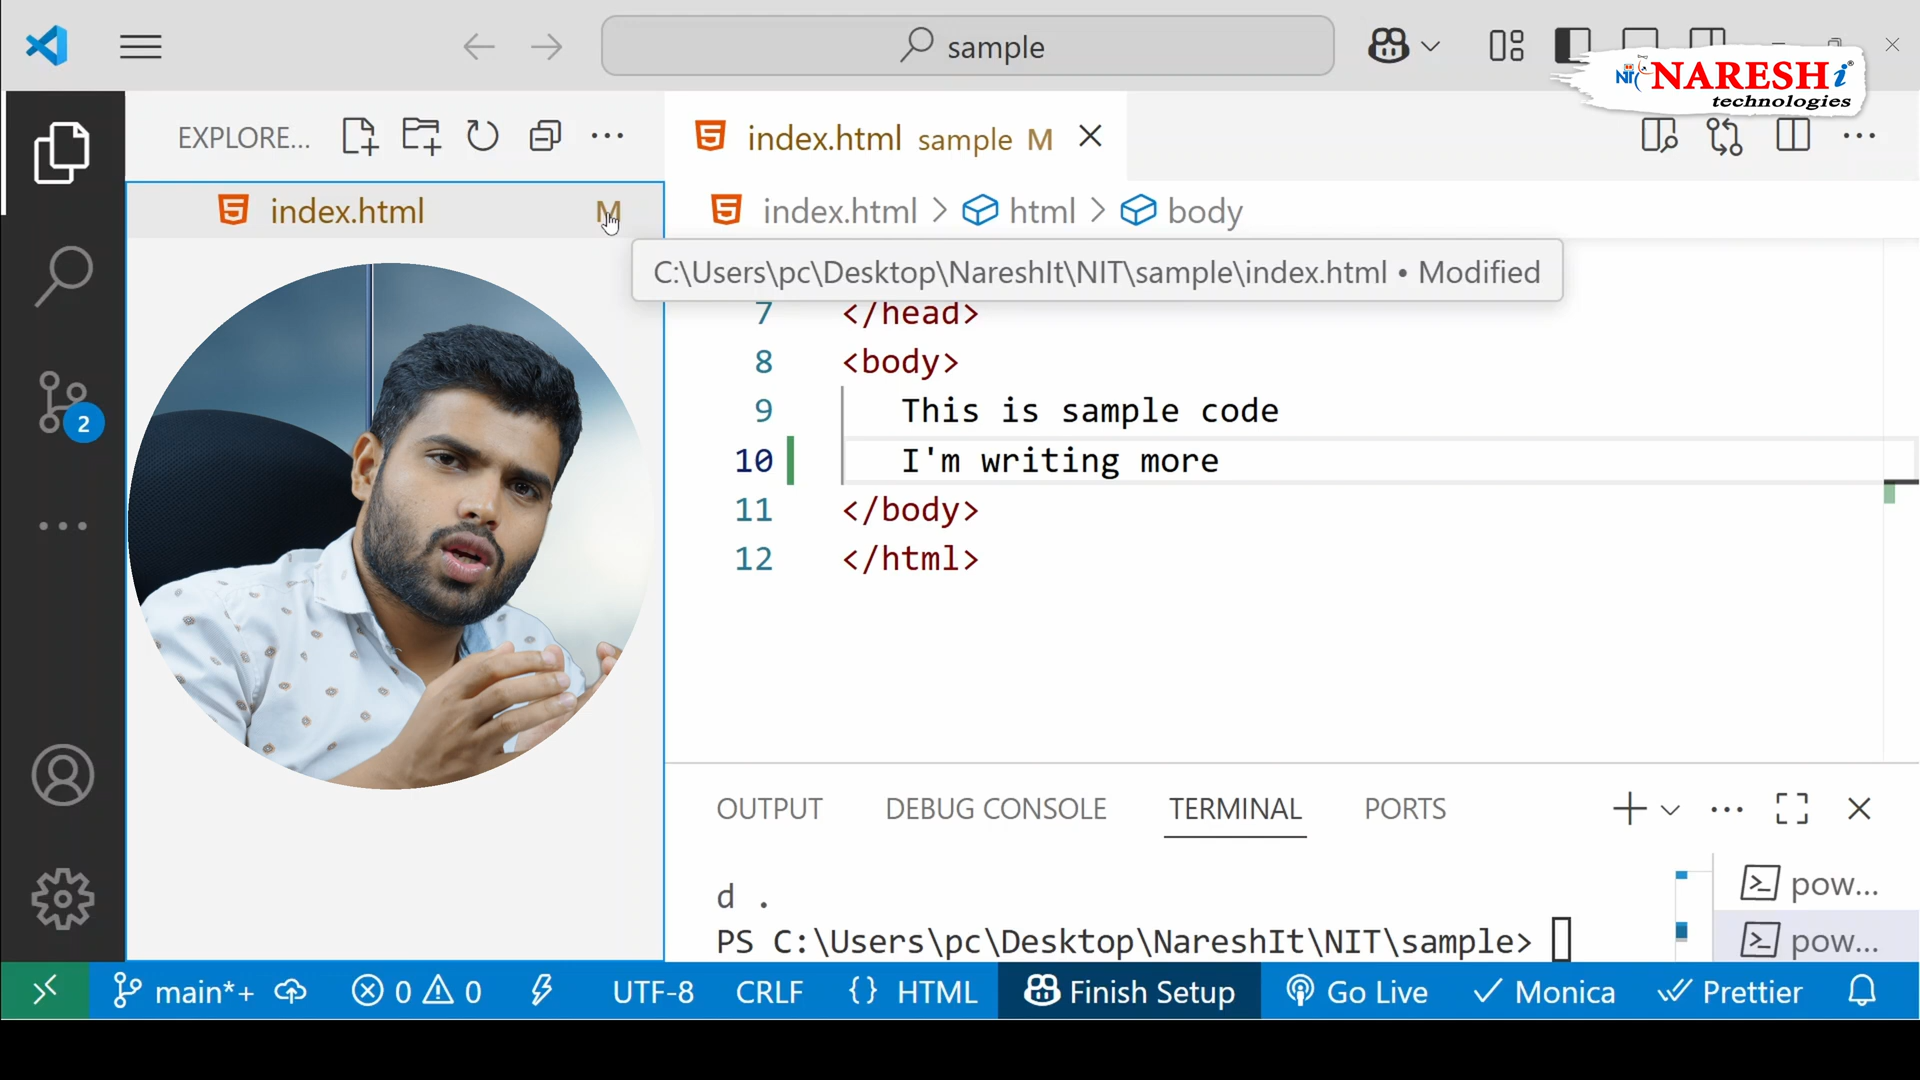 sample
NIT NARESH i ®
technologies
EXPLORE...
index.html sample M
index.html M
index.html > html > body
C:\Users\pc\Desktop\NareshIt\NIT\sample\index.html • Modified
7 </head>
8 <body>
9 This is sample code
10 I'm writing more
11 </body>
12 </html>
2
OUTPUT DEBUG CONSOLE TERMINAL PORTS
d .
PS C:\Users\pc\Desktop\NareshIt\NIT\sample>
pow...
pow...
main*+ 0 0 UTF-8 CRLF {} HTML Finish Setup Go Live Monica Prettier